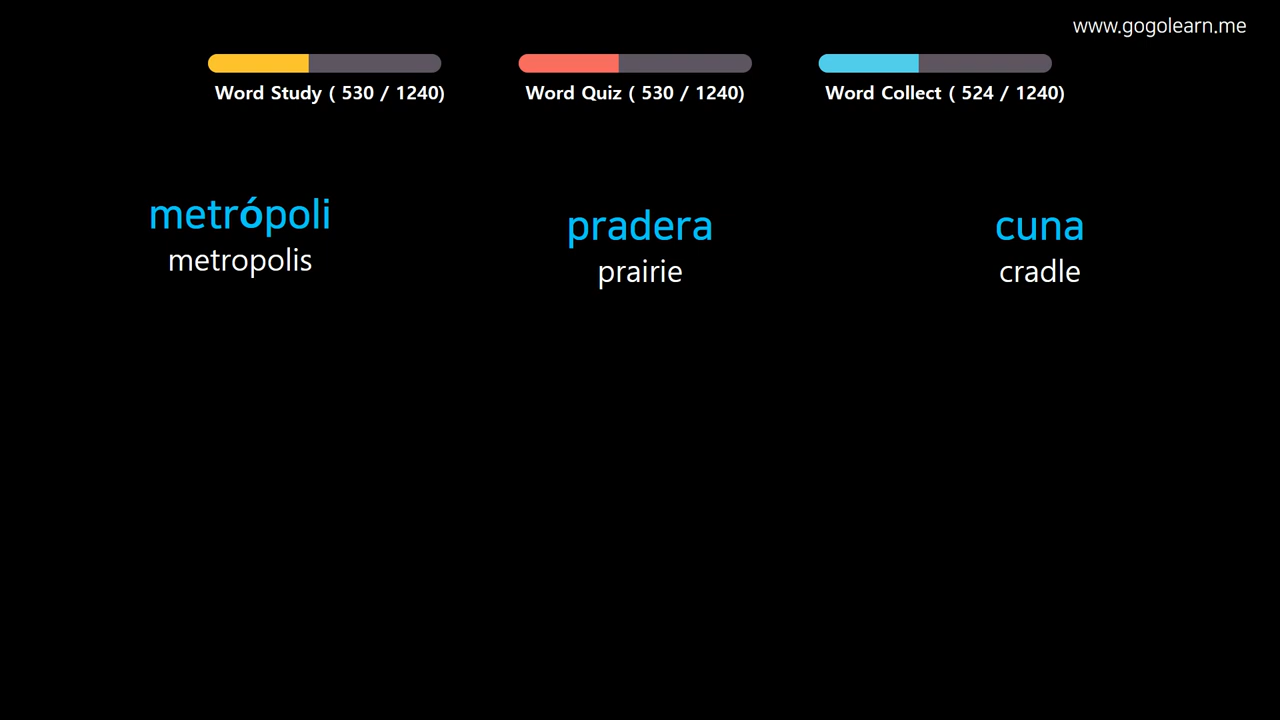 www.gogolearn.me
Word Study ( 530 / 1240)
Word Quiz ( 530 / 1240)
Word Collect ( 524 / 1240)
metrópoli
metropolis
pradera
prairie
cuna
cradle